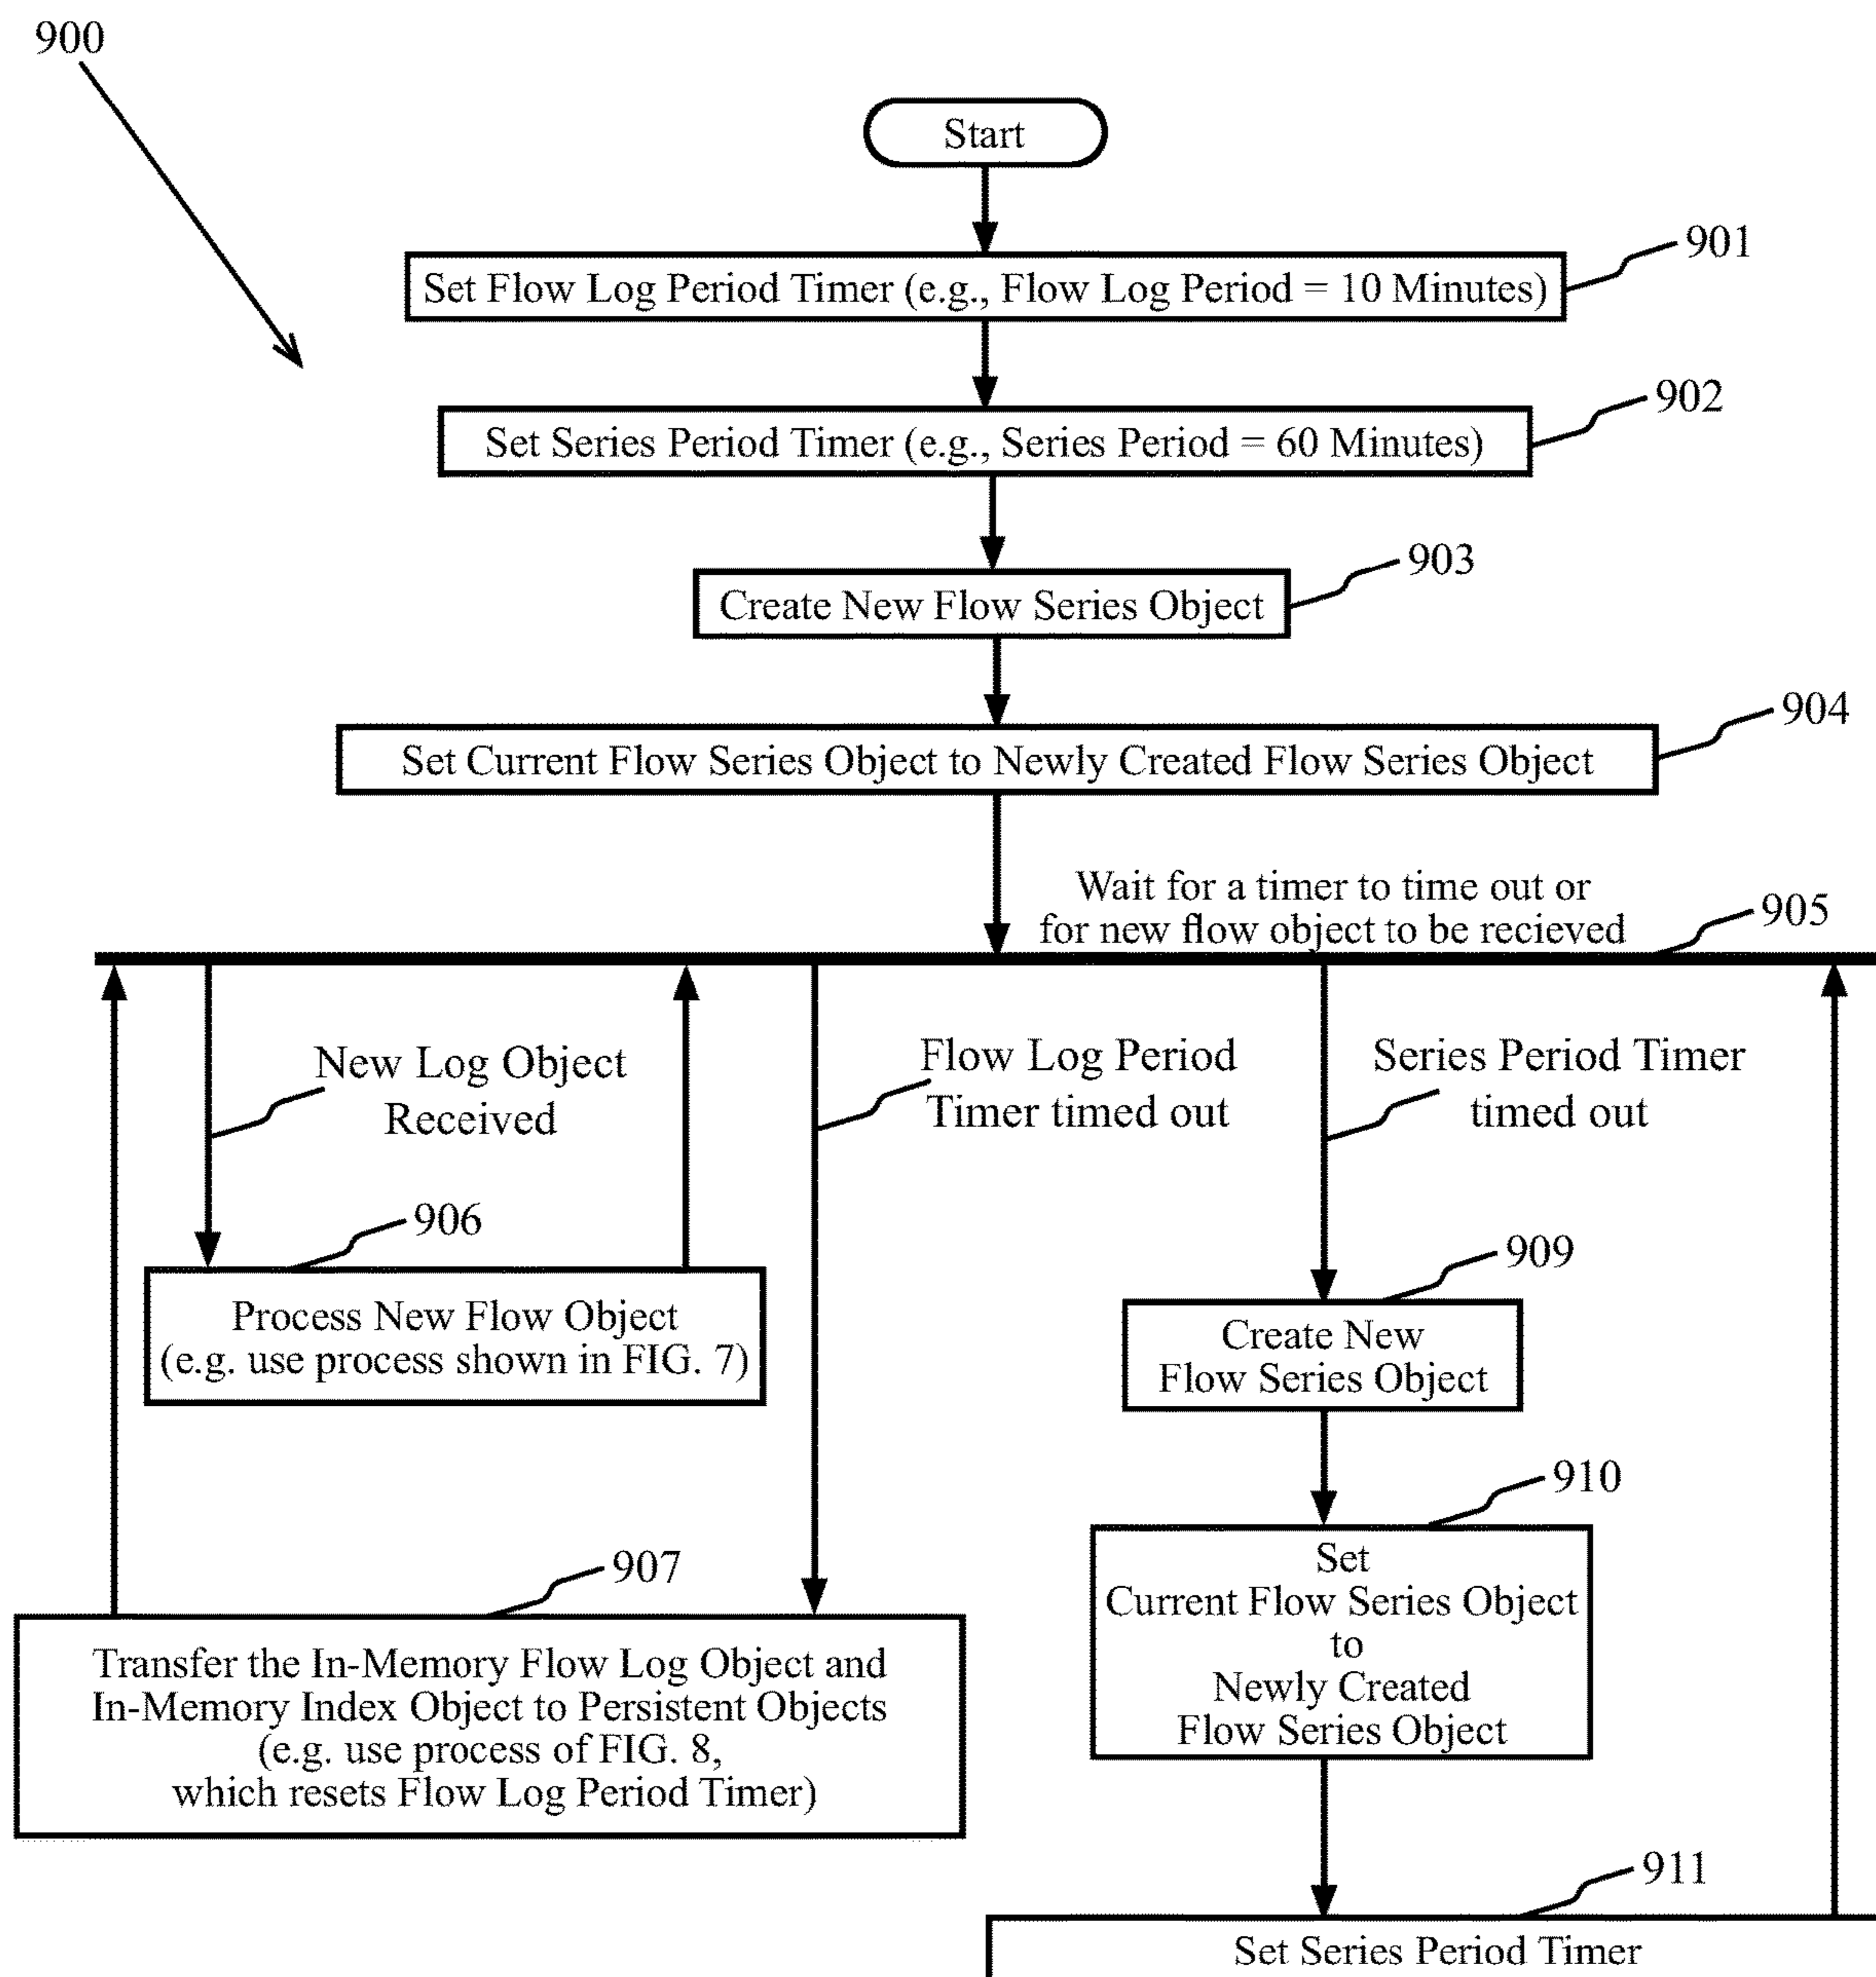 900
Start
901
Set Flow Log Period Timer (e.g., Flow Log Period = 10 Minutes)
902
Set Series Period Timer (e.g., Series Period = 60 Minutes)
903
Create New Flow Series Object
904
Set Current Flow Series Object to Newly Created Flow Series Object
Wait for a timer to time out or
for new flow object to be recieved
905
New Log Object
Received
Flow Log Period
Timer timed out
Series Period Timer
timed out
906
Process New Flow Object
(e.g. use process shown in FIG. 7)
909
Create New
Flow Series Object
910
Set
Current Flow Series Object
to
Newly Created
Flow Series Object
907
Transfer the In-Memory Flow Log Object and
In-Memory Index Object to Persistent Objects
(e.g. use process of FIG. 8,
which resets Flow Log Period Timer)
911
Set Series Period Timer